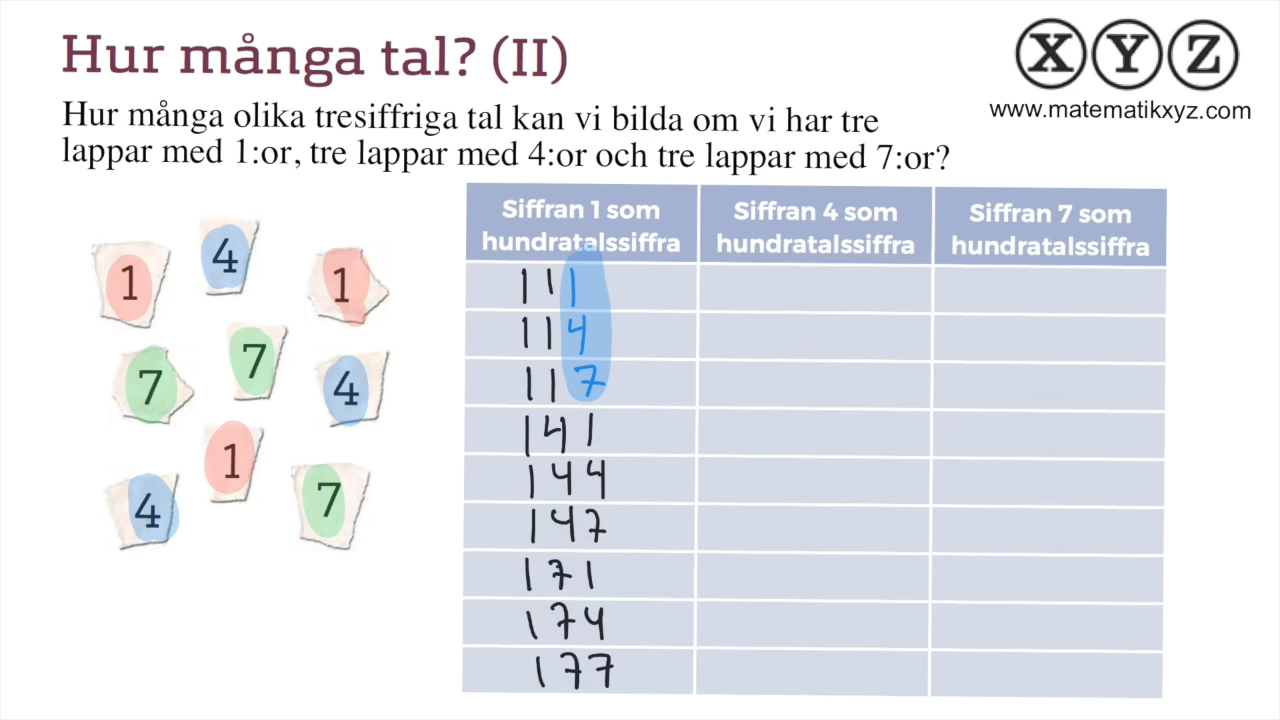 Hur många tal? (II)
X Y Z
www.matematikxyz.com
Hur många olika tresiffriga tal kan vi bilda om vi har tre
lappar med 1:or, tre lappar med 4:or och tre lappar med 7:or?
1 4 1
7 7 4
4 1 7
Siffran 1 som
hundratalssiffra
Siffran 4 som
hundratalssiffra
Siffran 7 som
hundratalssiffra
111
114
117
141
144
147
171
174
177